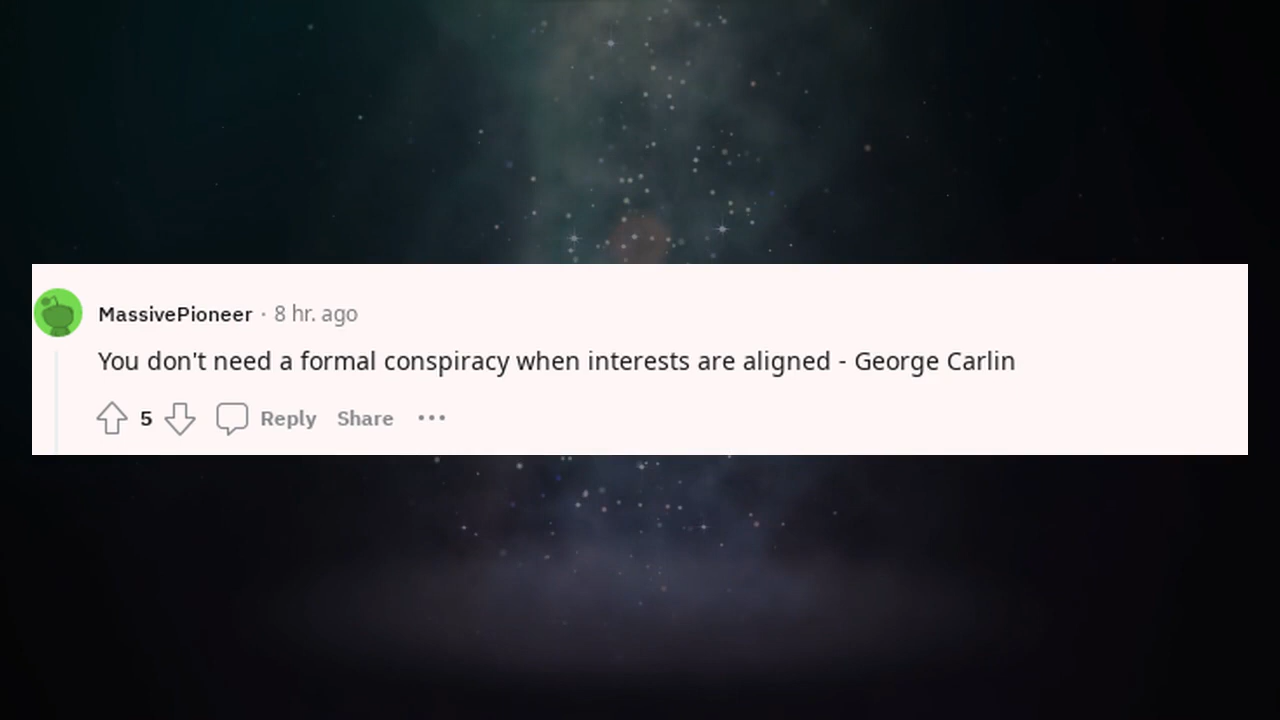 MassivePioneer · 8 hr. ago
You don't need a formal conspiracy when interests are aligned - George Carlin
5 Reply Share ···